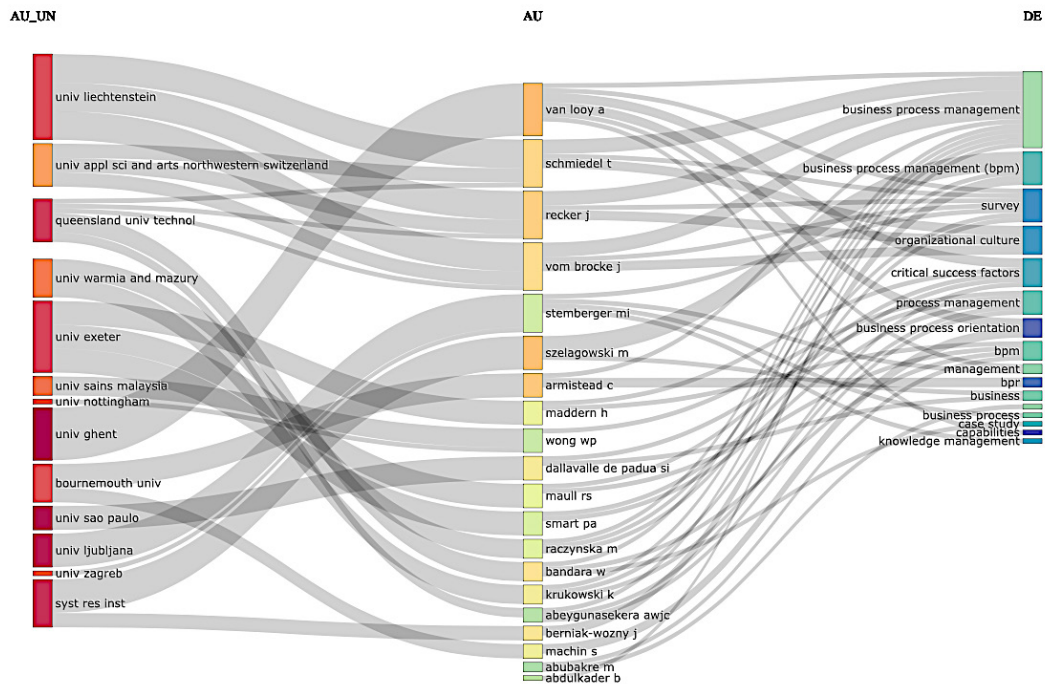 AU_UN
AU
DE
univ liechtenstein
univ appl sci and arts northwestern switzerland
queensland univ technol
univ warmia and mazury
univ exeter
univ sains malaysia
univ nottingham
univ ghent
bournemouth univ
univ sao paulo
univ ljubljana
univ zagreb
syst res inst
van looy a
schmiedel t
recker j
vom brocke j
stemberger mi
szelagowski m
armistead c
maddern h
wong wp
dallavalle de padua si
maull rs
smart pa
raczynska m
bandara w
krukowski k
abeygunasekera awjc
berniak-wozny j
machin s
abubakre m
abdulkader b
business process management
business process management (bpm)
survey
organizational culture
critical success factors
process management
business process orientation
bpm
management
bpr
business
business process
case study
capabilities
knowledge management